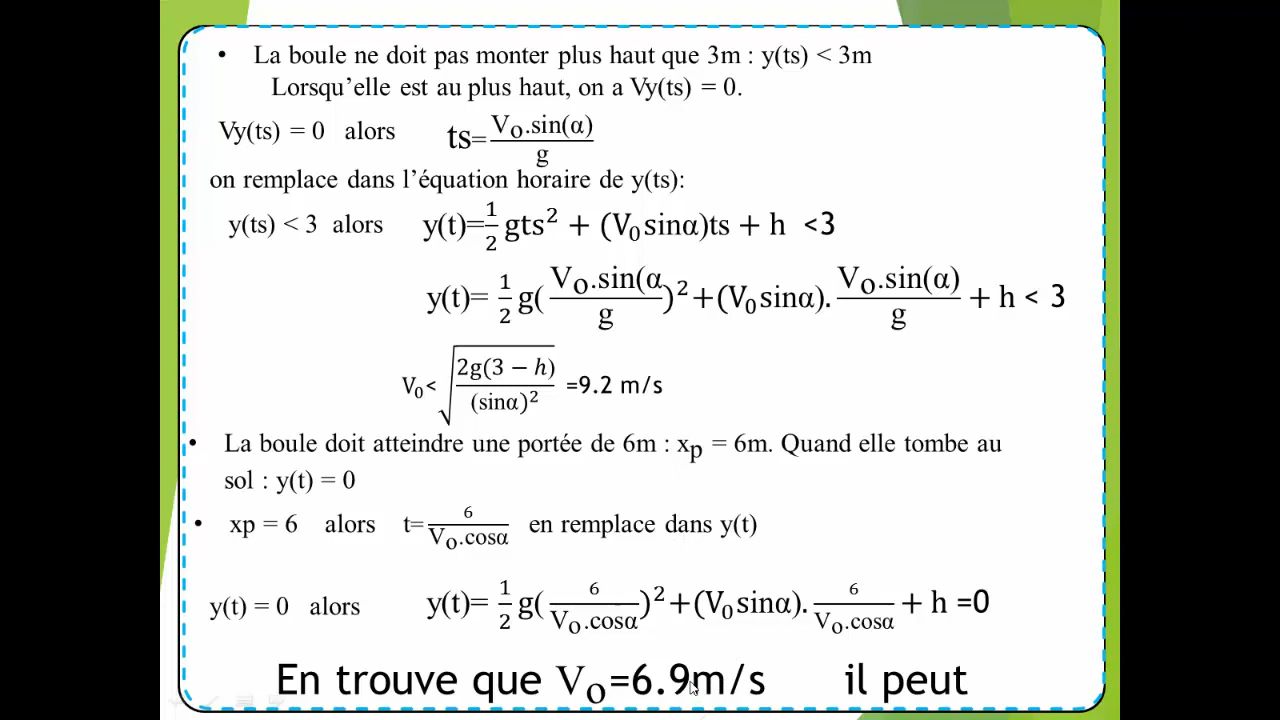 • La boule ne doit pas monter plus haut que 3m : y(ts) < 3m
Lorsqu’elle est au plus haut, on a Vy(ts) = 0.
Vy(ts) = 0 alors ts=V₀.sin(α)/g
on remplace dans l’équation horaire de y(ts):
y(ts) < 3 alors y(t)=1/2 gts² + (V₀sinα)ts + h <3
y(t)= 1/2 g(V₀.sin(α/g)²+(V₀sinα).V₀.sin(α)/g + h < 3
V₀< √(2g(3 − h)/(sinα)²) =9.2 m/s
• La boule doit atteindre une portée de 6m : xp = 6m. Quand elle tombe au
sol : y(t) = 0
• xp = 6 alors t=6/V₀.cosα en remplace dans y(t)
y(t) = 0 alors y(t)= 1/2 g(6/V₀.cosα)²+(V₀sinα).6/V₀.cosα + h =0
En trouve que V₀=6.9m/s il peut